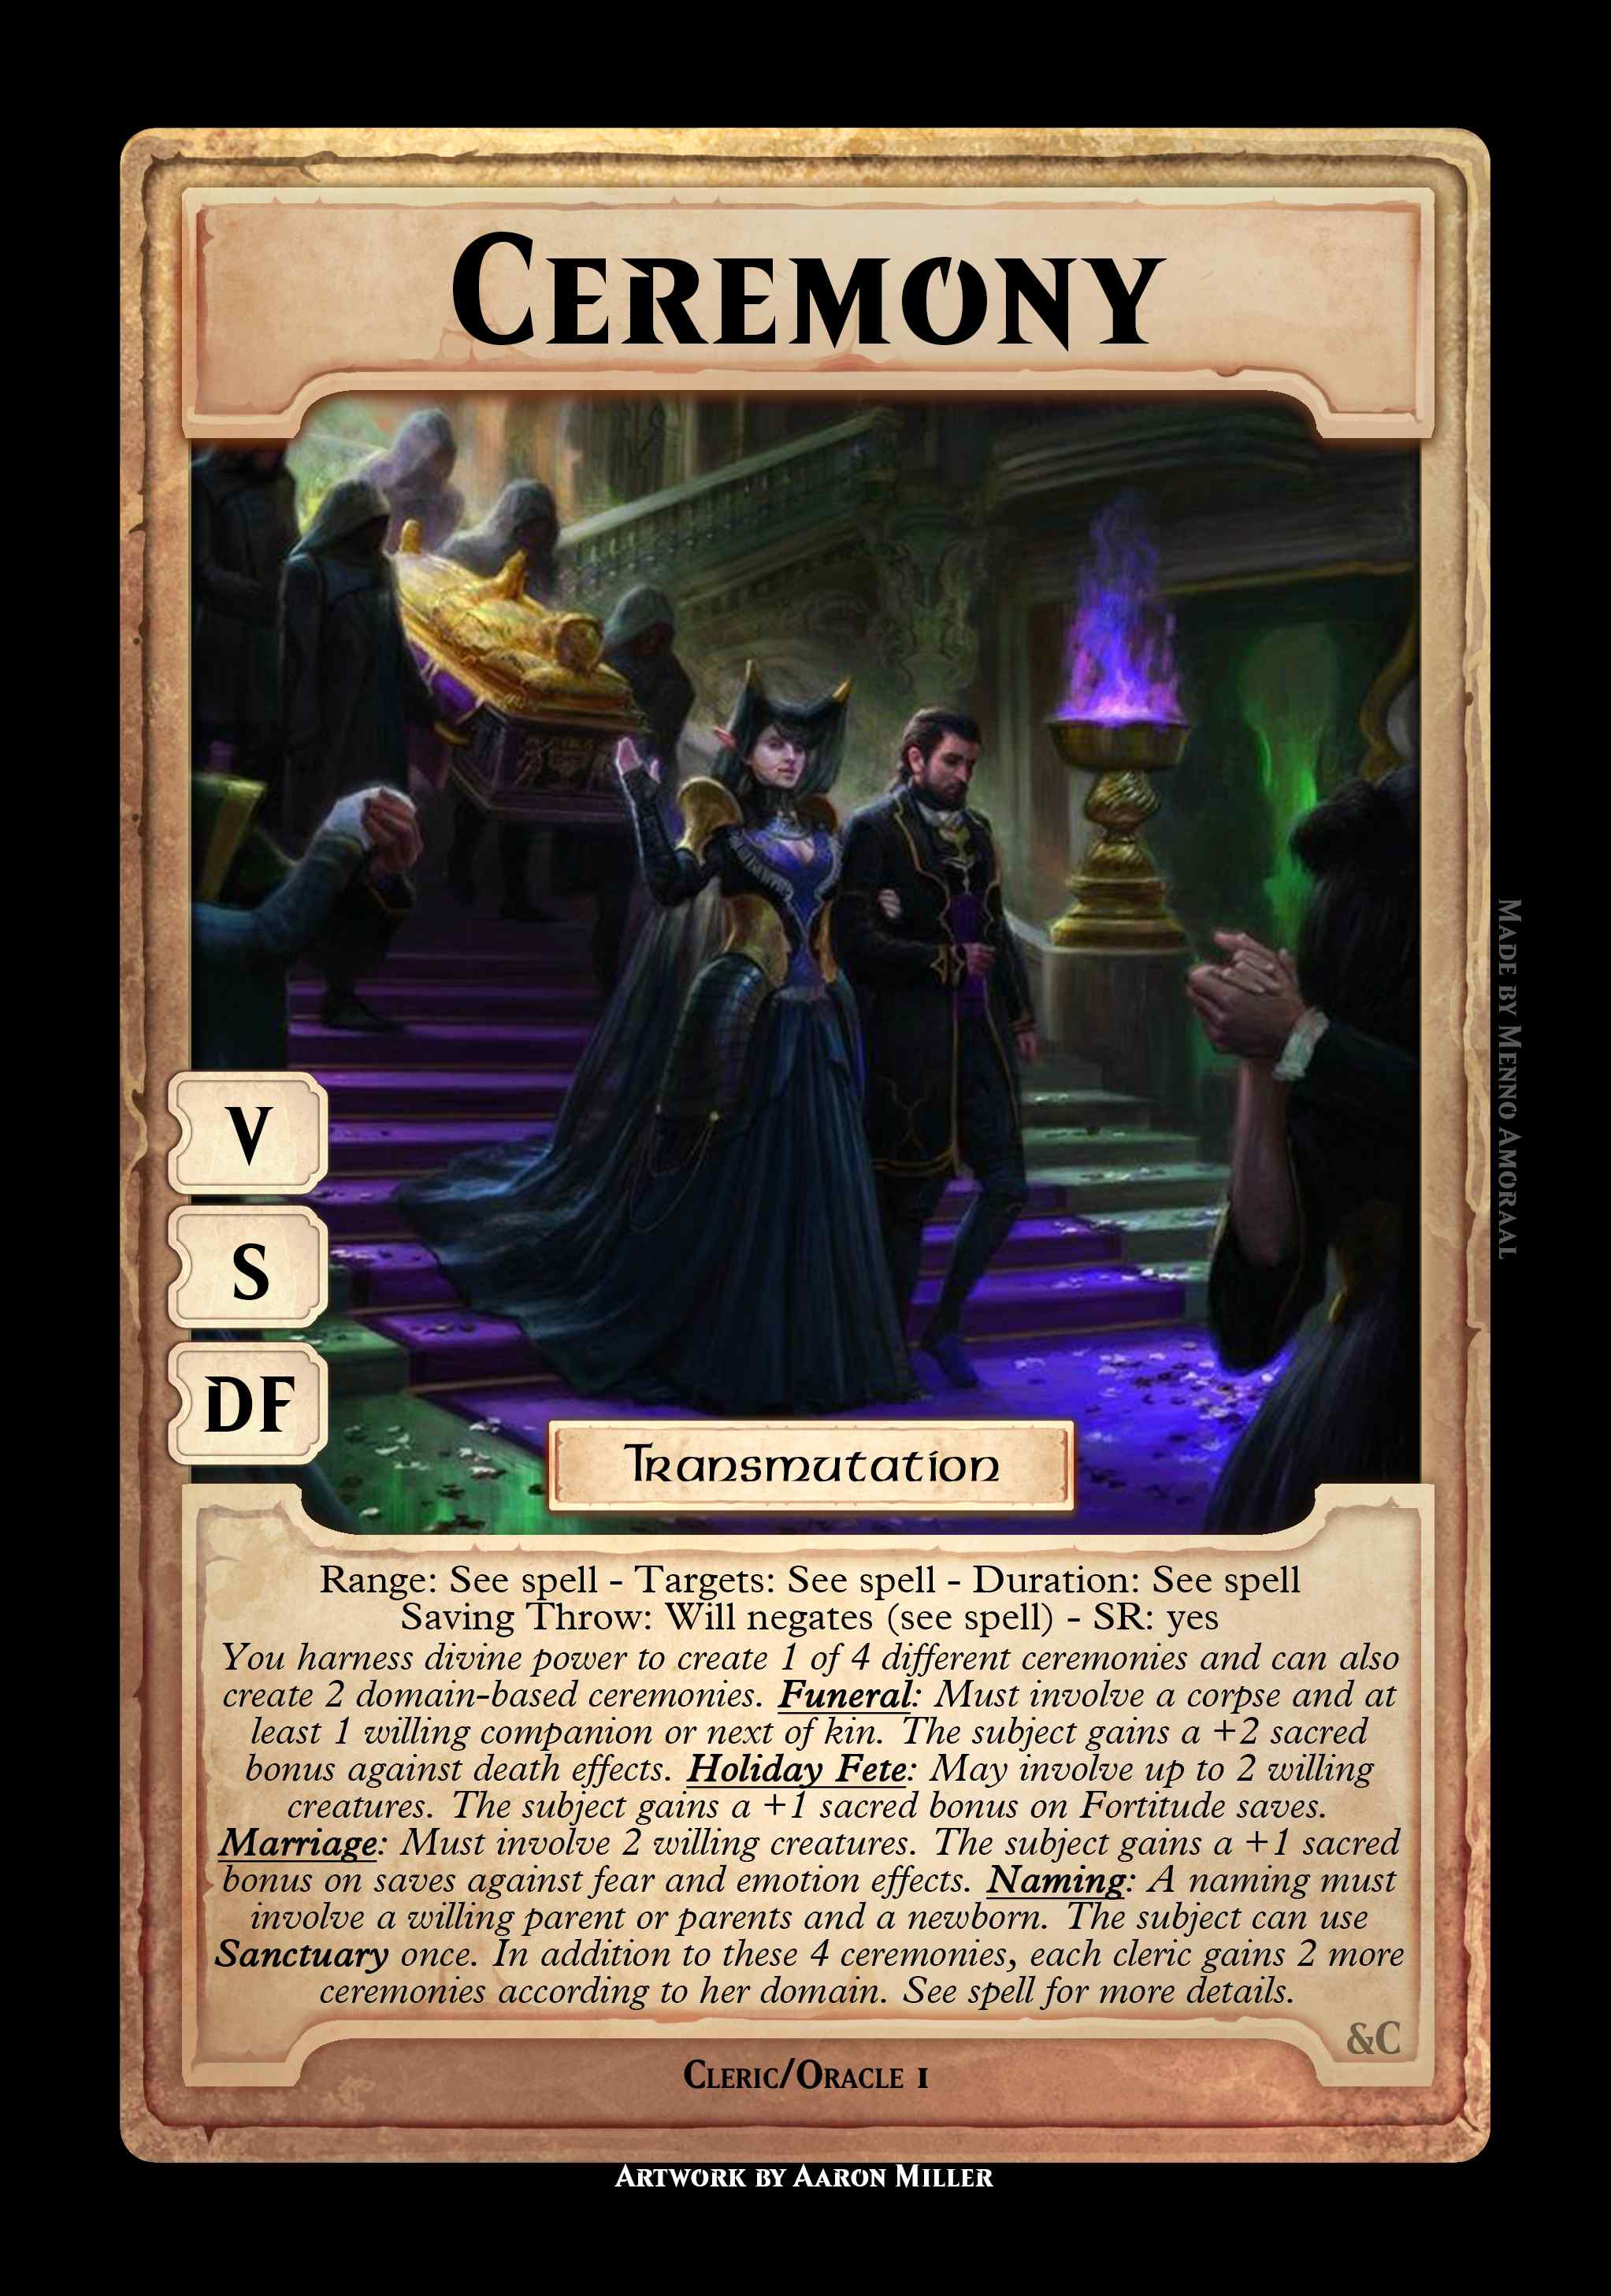 Ceremony
V
S
DF
Transmutation
Range: See spell - Targets: See spell - Duration: See spell
Saving Throw: Will negates (see spell) - SR: yes
You harness divine power to create 1 of 4 different ceremonies and can also
create 2 domain-based ceremonies. Funeral: Must involve a corpse and at
least 1 willing companion or next of kin. The subject gains a +2 sacred
bonus against death effects. Holiday Fete: May involve up to 2 willing
creatures. The subject gains a +1 sacred bonus on Fortitude saves.
Marriage: Must involve 2 willing creatures. The subject gains a +1 sacred
bonus on saves against fear and emotion effects. Naming: A naming must
involve a willing parent or parents and a newborn. The subject can use
Sanctuary once. In addition to these 4 ceremonies, each cleric gains 2 more
ceremonies according to her domain. See spell for more details.
&C
Cleric/Oracle 1
Artwork by Aaron Miller
Made by Menno Amoraal